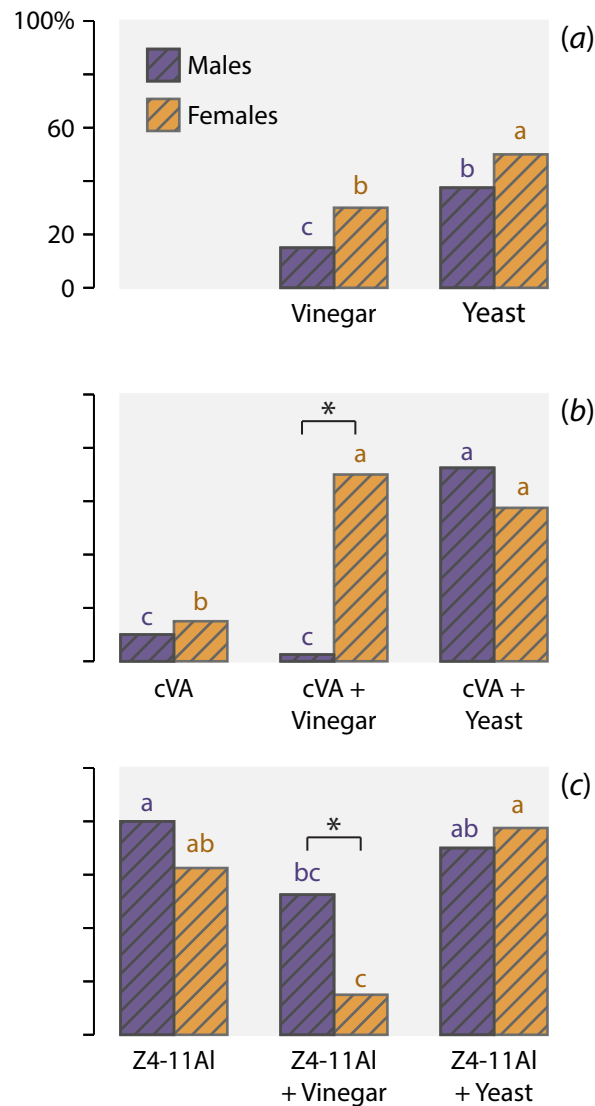 100%
(a)
Males
Females
60
a
b
b
c
20
0
Vinegar
Yeast
(b)
*
a
a
a
b
c
c
cVA
cVA +
Vinegar
cVA +
Yeast
(c)
a
a
*
ab
ab
bc
c
Z4-11Al
Z4-11Al
+ Vinegar
Z4-11Al
+ Yeast